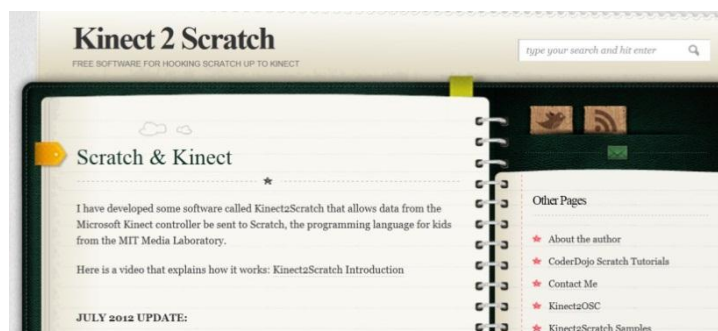 Kinect 2 Scratch
FREE SOFTWARE FOR HOOKING SCRATCH UP TO KINECT
type your search and hit enter
Scratch & Kinect
I have developed some software called Kinect2Scratch that allows data from the
Microsoft Kinect controller be sent to Scratch, the programming language for kids
from the MIT Media Laboratory.
Here is a video that explains how it works: Kinect2Scratch Introduction
JULY 2012 UPDATE:
Other Pages
About the author
CoderDojo Scratch Tutorials
Contact Me
Kinect2OSC
Kinect2Scratch Samples